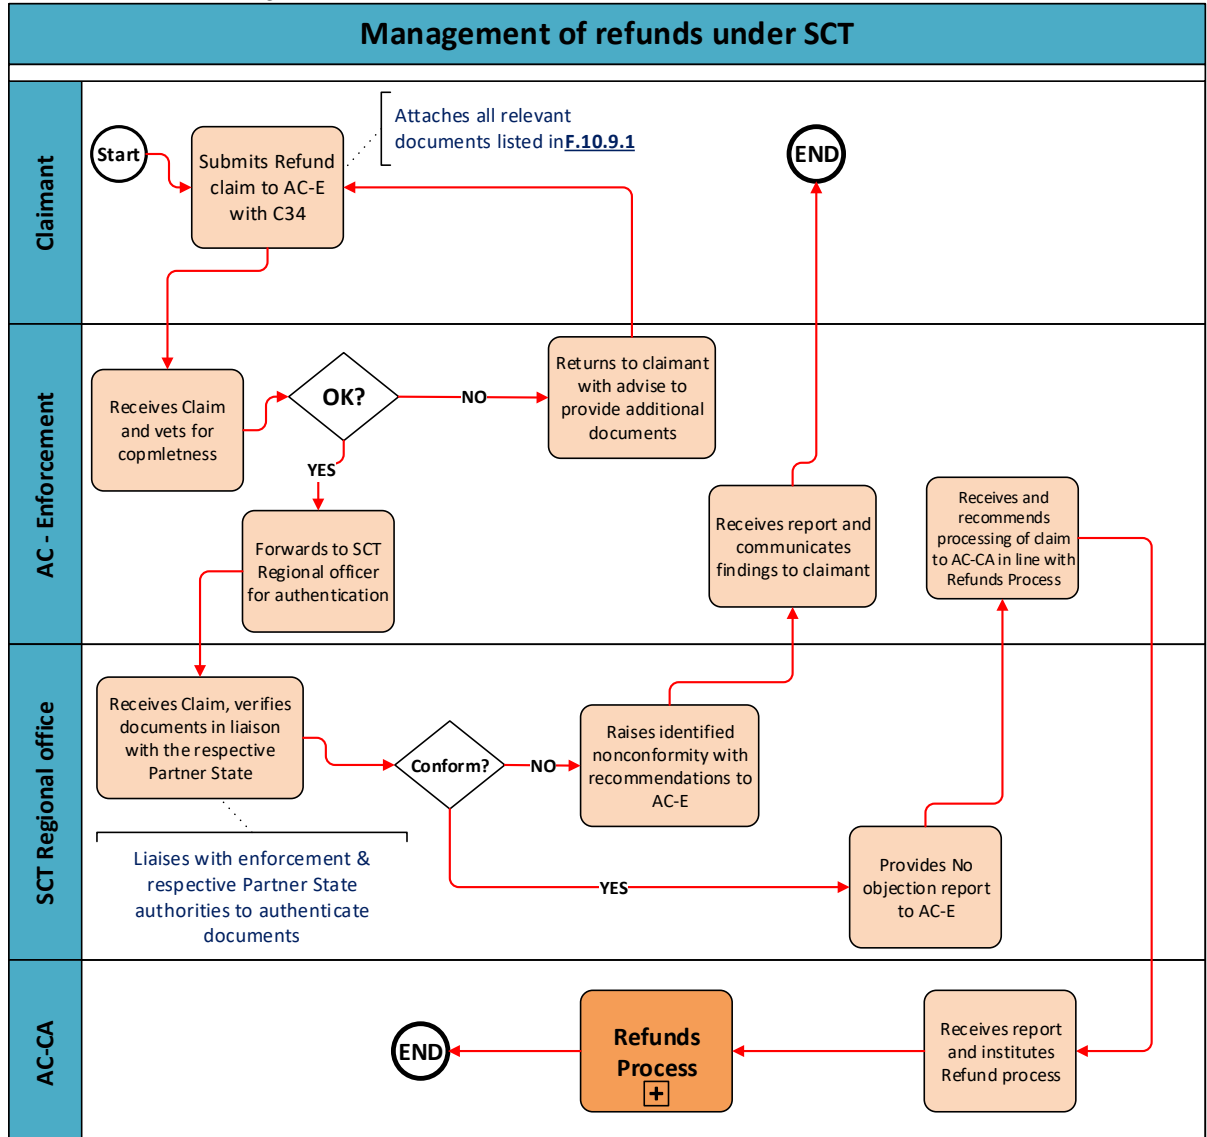 Management of refunds under SCT
Claimant
Start
Submits Refund
claim to AC-E
with C34
Attaches all relevant
documents listed inF.10.9.1
END
AC - Enforcement
Receives Claim
and vets for
copmletness
OK?
NO
Returns to claimant
with advise to
provide additional
documents
YES
Forwards to SCT
Regional officer
for authentication
Receives report and
communicates
findings to claimant
Receives and
recommends
processing of claim
to AC-CA in line with
Refunds Process
SCT Regional office
Receives Claim, verifies
documents in liaison
with the respective
Partner State
Conform?
NO
Raises identified
nonconformity with
recommendations to
AC-E
Liaises with enforcement &
respective Partner State
authorities to authenticate
documents
YES
Provides No
objection report
to AC-E
AC-CA
END
Refunds
Process
+
Receives report
and institutes
Refund process